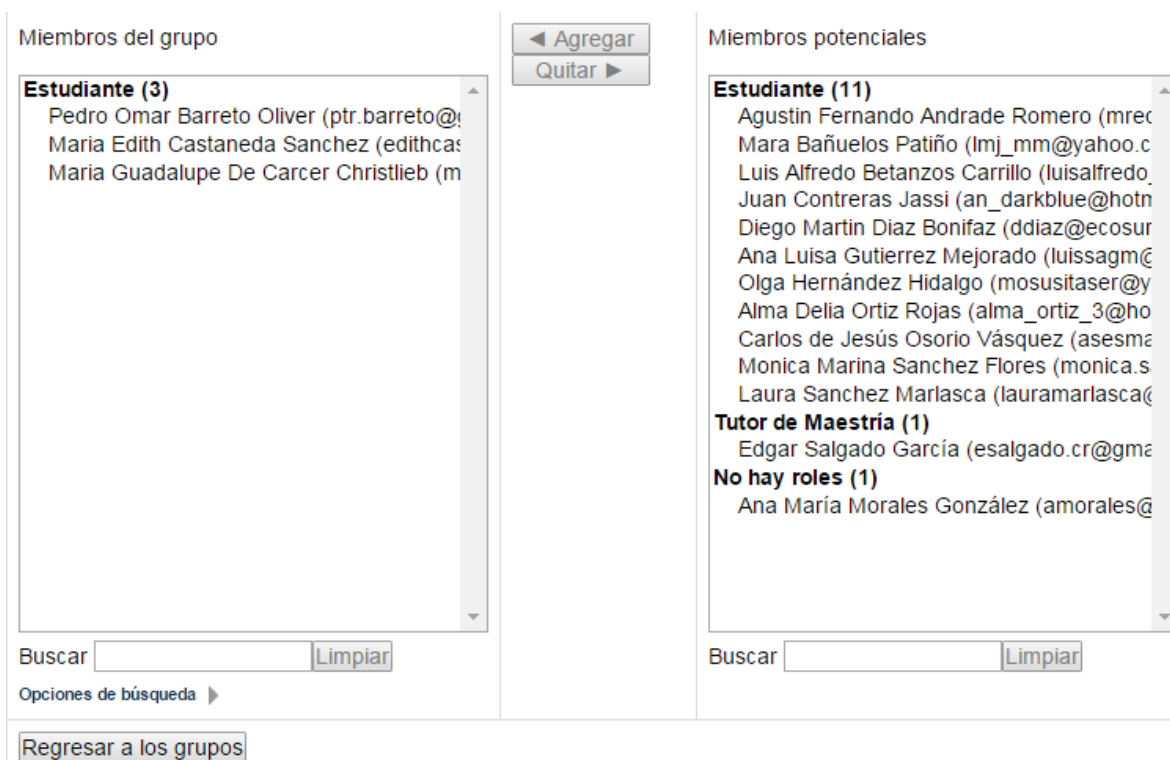 Miembros del grupo
Estudiante (3)
Pedro Omar Barreto Oliver (ptr.barreto@
Maria Edith Castaneda Sanchez (edithcas
Maria Guadalupe De Carcer Christlieb (m
Buscar Limpiar
Opciones de búsqueda
◄ Agregar
Quitar ►
Miembros potenciales
Estudiante (11)
Agustin Fernando Andrade Romero (mrec
Mara Bañuelos Patiño (lmj_mm@yahoo.c
Luis Alfredo Betanzos Carrillo (luisalfredo_
Juan Contreras Jassi (an_darkblue@hotm
Diego Martin Diaz Bonifaz (ddiaz@ecosur
Ana Luisa Gutierrez Mejorado (luissagm@
Olga Hernández Hidalgo (mosusitaser@y
Alma Delia Ortiz Rojas (alma_ortiz_3@ho
Carlos de Jesús Osorio Vásquez (asesma
Monica Marina Sanchez Flores (monica.s
Laura Sanchez Marlasca (lauramarlasca@
Tutor de Maestría (1)
Edgar Salgado García (esalgado.cr@gma
No hay roles (1)
Ana María Morales González (amorales@
Buscar Limpiar
Regresar a los grupos